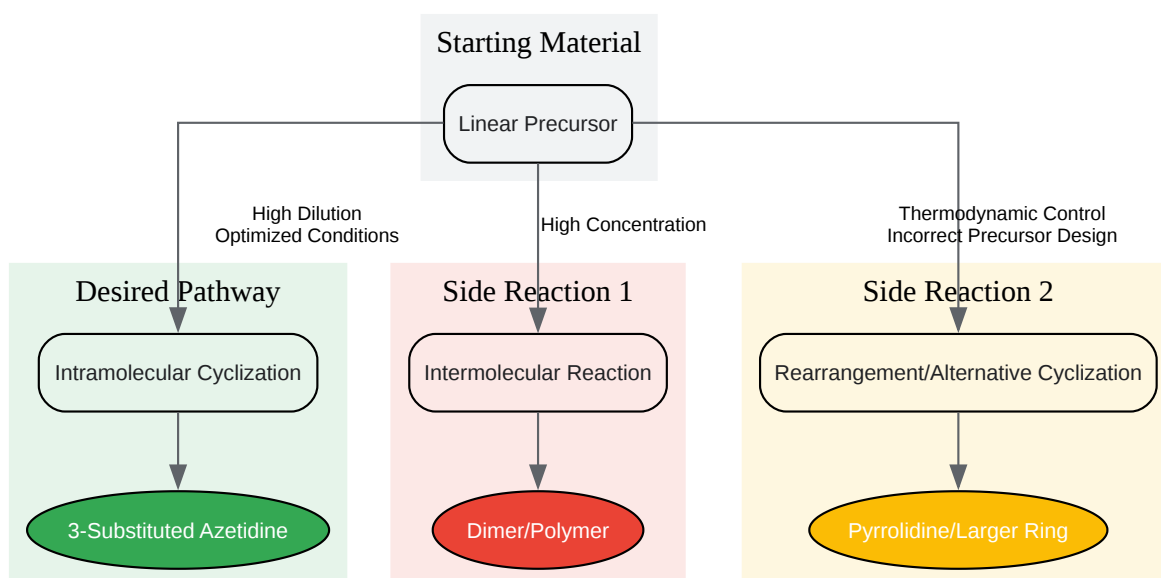 Starting Material
Linear Precursor
High Dilution
Optimized Conditions
High Concentration
Thermodynamic Control
Incorrect Precursor Design
Desired Pathway
Side Reaction 1
Side Reaction 2
Intramolecular Cyclization
Intermolecular Reaction
Rearrangement/Alternative Cyclization
3-Substituted Azetidine
Dimer/Polymer
Pyrrolidine/Larger Ring